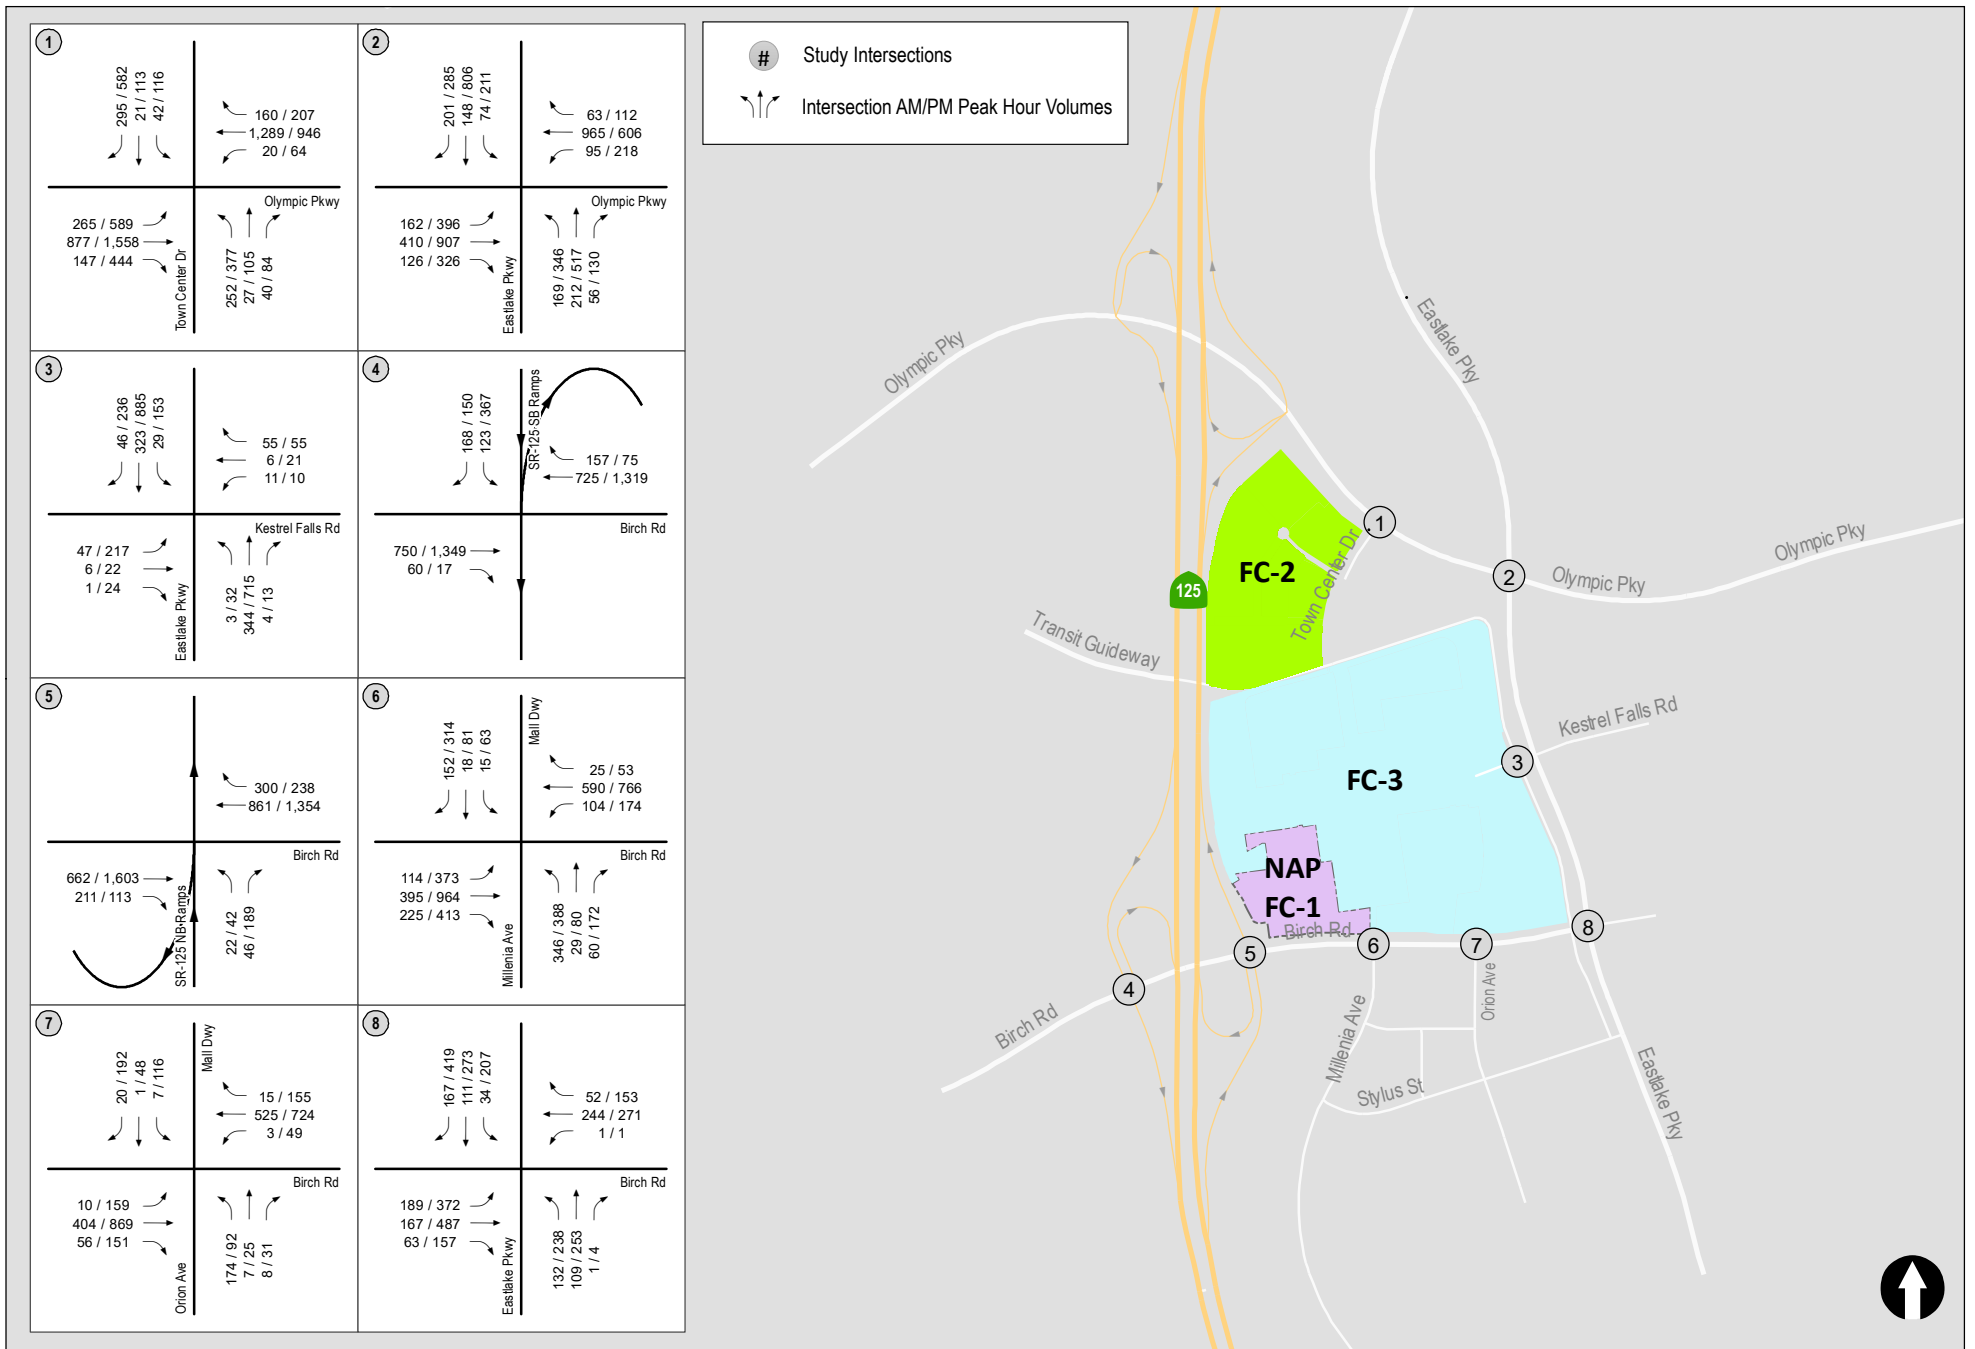 1
295 / 582
21 / 113
42 / 116
160 / 207
1,289 / 946
20 / 64
Olympic Pkwy
265 / 589
877 / 1,558
147 / 444
Town Center Dr
252 / 377
27 / 105
40 / 84
2
201 / 285
148 / 806
74 / 211
63 / 112
965 / 606
95 / 218
Olympic Pkwy
162 / 396
410 / 907
126 / 326
Eastlake Pkwy
169 / 346
212 / 517
56 / 130
3
46 / 236
323 / 885
29 / 153
55 / 55
6 / 21
11 / 10
Kestrel Falls Rd
47 / 217
6 / 22
1 / 24
Eastlake Pkwy
3 / 32
344 / 715
4 / 13
4
168 / 150
123 / 367
SR-125 SB Ramps
157 / 75
725 / 1,319
Birch Rd
750 / 1,349
60 / 17
5
300 / 238
861 / 1,354
Birch Rd
662 / 1,603
211 / 113
SR-125 NB Ramps
22 / 42
46 / 189
6
152 / 314
18 / 81
15 / 63
Mall Dwy
25 / 53
590 / 766
104 / 174
Birch Rd
114 / 373
395 / 964
225 / 413
Millenia Ave
346 / 388
29 / 80
60 / 172
7
20 / 192
1 / 48
7 / 116
Mall Dwy
15 / 155
525 / 724
3 / 49
Birch Rd
10 / 159
404 / 869
56 / 151
Orion Ave
174 / 92
7 / 25
8 / 31
8
167 / 419
111 / 273
34 / 207
52 / 153
244 / 271
1 / 1
Birch Rd
189 / 372
167 / 487
63 / 157
Eastlake Pkwy
132 / 238
109 / 253
1 / 4
# Study Intersections
Intersection AM/PM Peak Hour Volumes
Olympic Pky
Eastlake Pky
1
Town Center Dr
FC-2
125
2
Olympic Pky
Olympic Pky
Transit Guideway
Kestrel Falls Rd
3
FC-3
NAP
FC-1
Birch Rd
8
7
6
5
4
Birch Rd
Millenia Ave
Orion Ave
Stylus St
Eastlake Pky